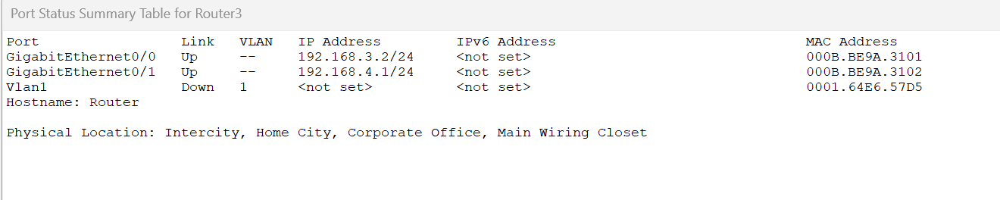 Port Status Summary Table for Router3
Port Link VLAN IP Address IPv6 Address MAC Address
GigabitEthernet0/0 Up -- 192.168.3.2/24 <not set> 000B.BE9A.3101
GigabitEthernet0/1 Up -- 192.168.4.1/24 <not set> 000B.BE9A.3102
Vlan1 Down 1 <not set> <not set> 0001.64E6.57D5
Hostname: Router
Physical Location: Intercity, Home City, Corporate Office, Main Wiring Closet